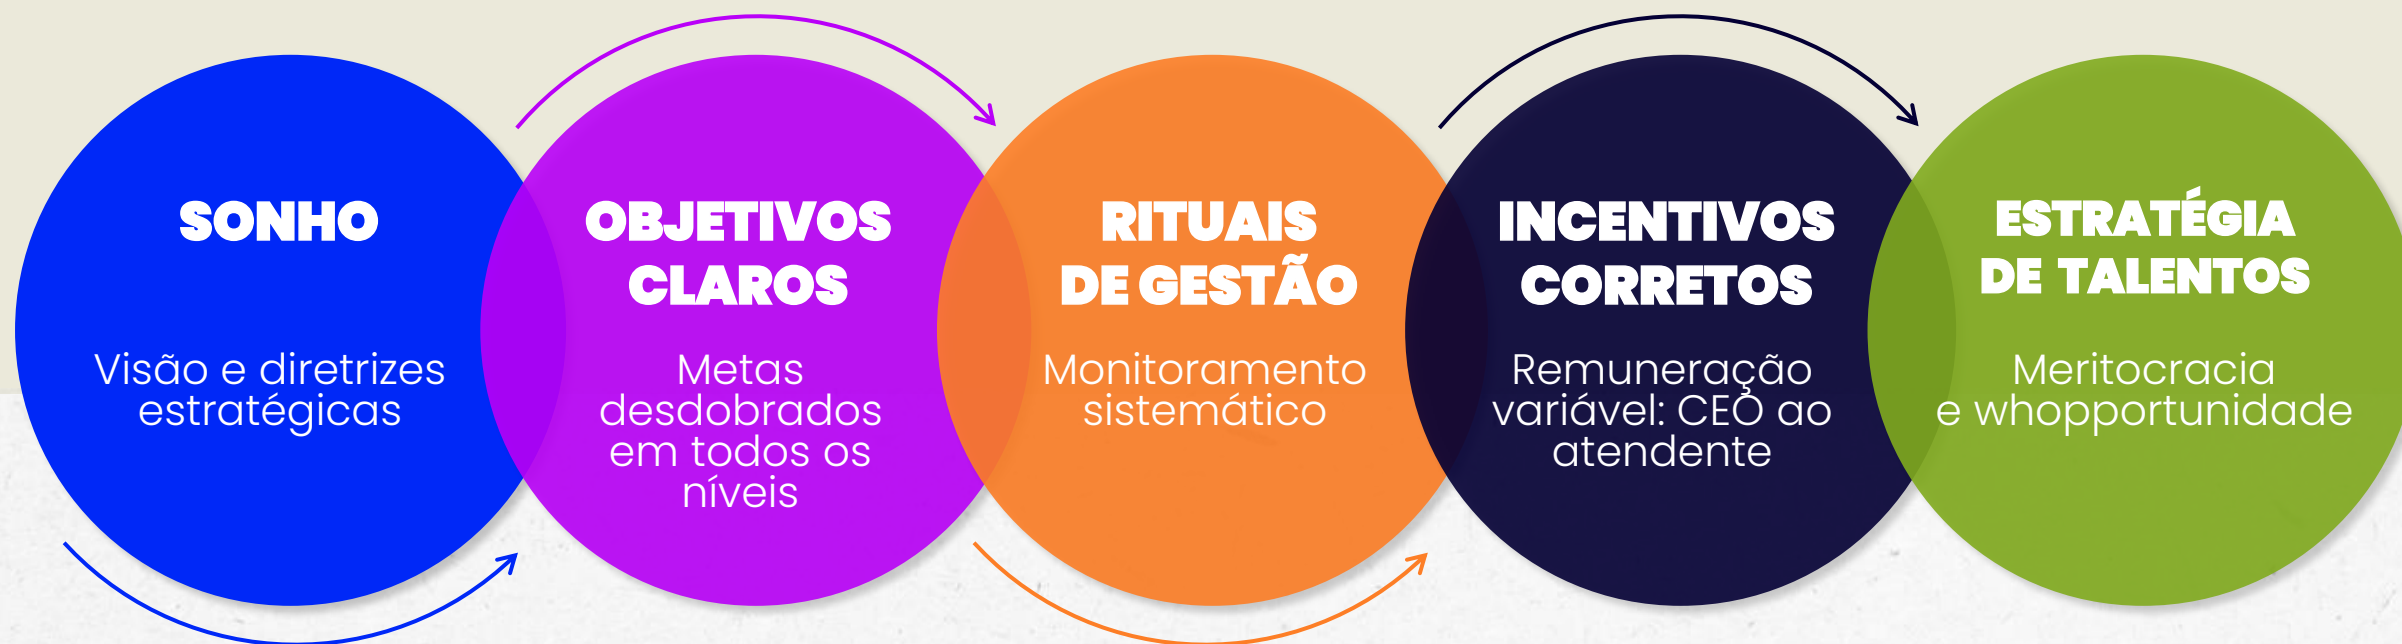 SONHO
Visão e diretrizes
estratégicas
OBJETIVOS
CLAROS
Metas
desdobrados
em todos os
níveis
RITUAIS
DE GESTÃO
Monitoramento
sistemático
INCENTIVOS
CORRETOS
Remuneração
variável: CEO ao
atendente
ESTRATÉGIA
DE TALENTOS
Meritocracia
e whopportunidade